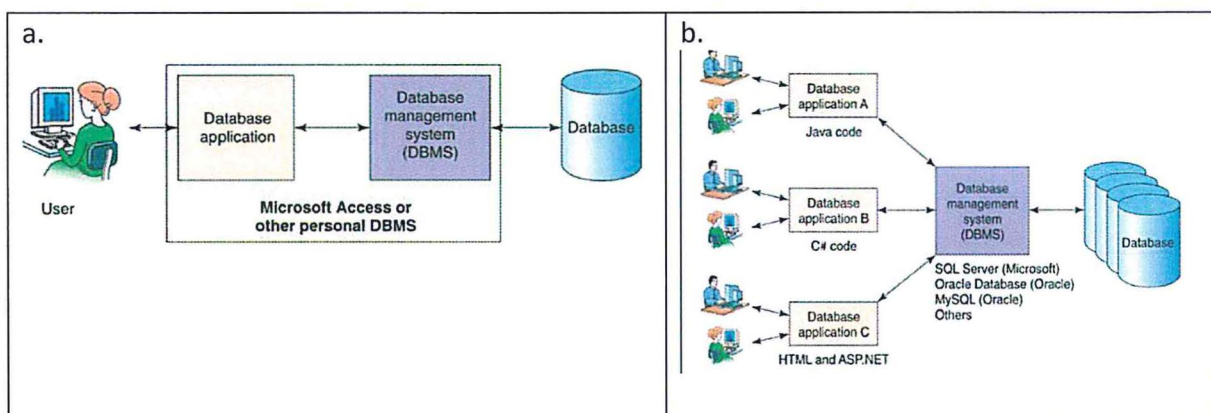 a.
User
Database
application
Database
management
system
(DBMS)
Database
Microsoft Access or
other personal DBMS
b.
Database
application A
Java code
Database
application B
C# code
Database
application C
HTML and ASP.NET
Database
management
system
(DBMS)
SQL Server (Microsoft)
Oracle Database (Oracle)
MySQL (Oracle)
Others
Database